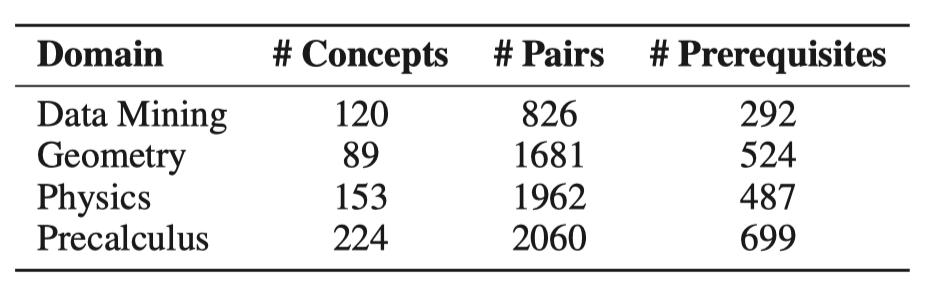 Domain # Concepts # Pairs # Prerequisites
Data Mining 120 826 292
Geometry 89 1681 524
Physics 153 1962 487
Precalculus 224 2060 699